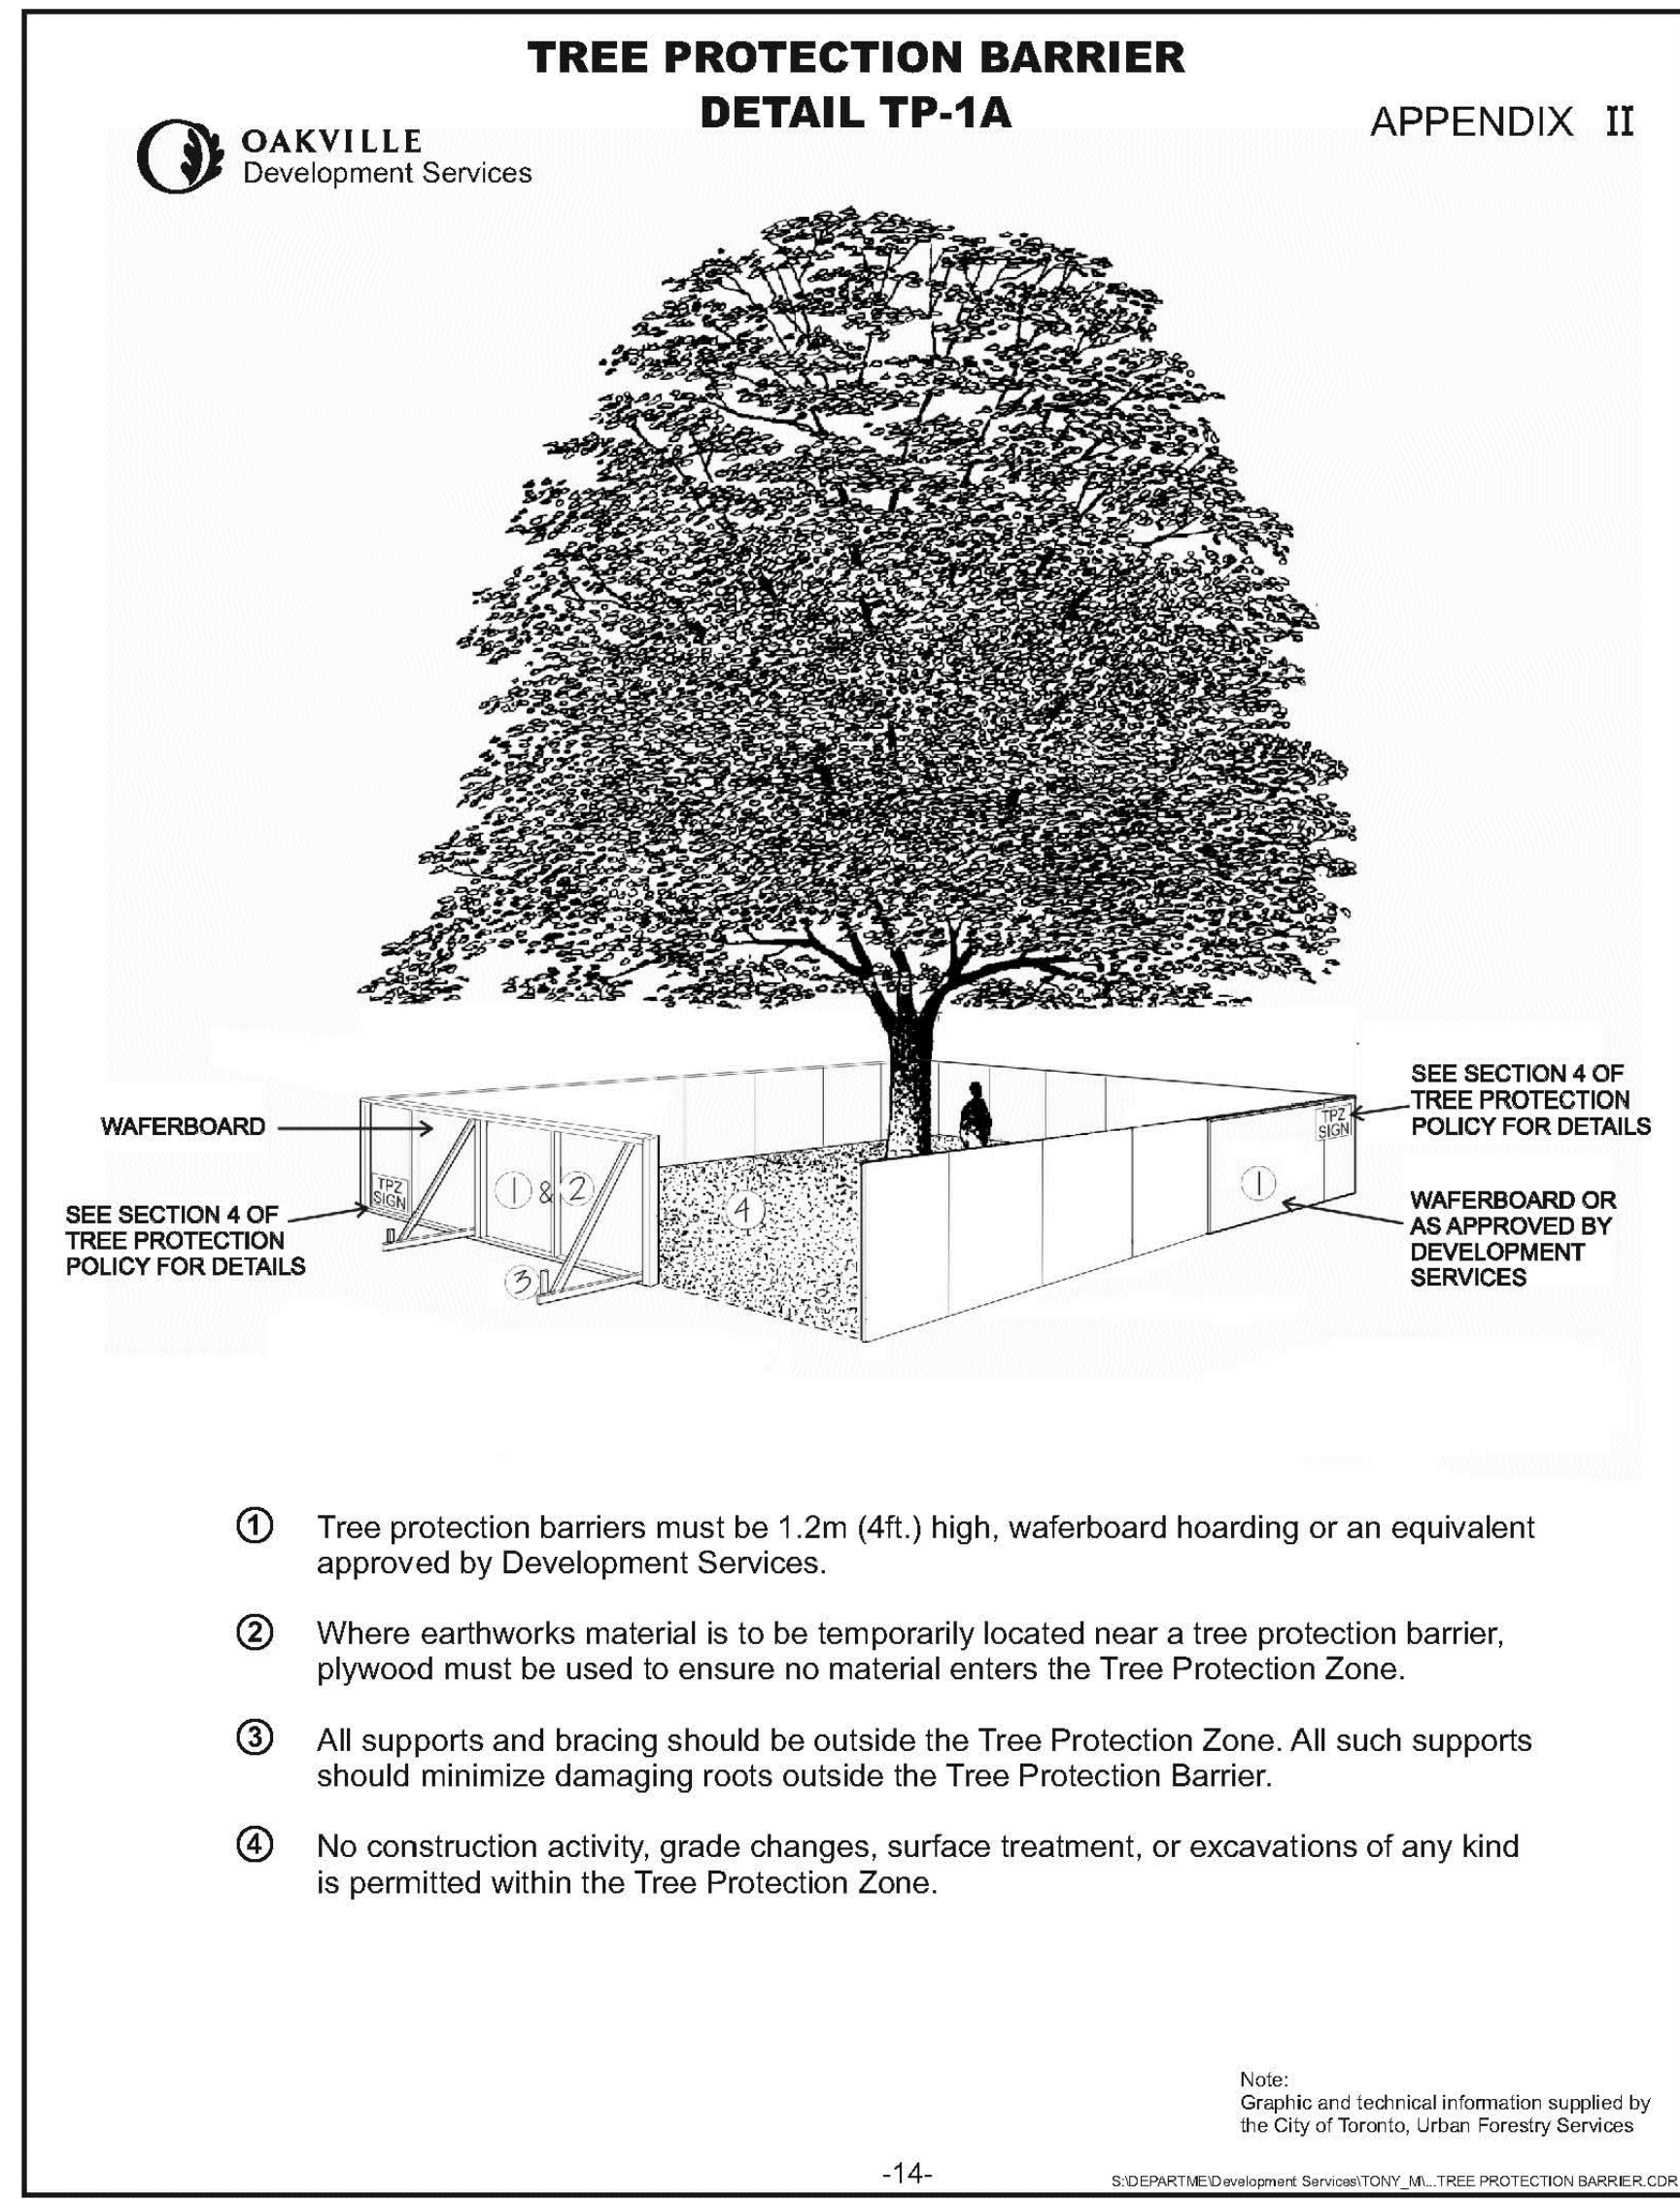 TREE PROTECTION BARRIER
DETAIL TP-1A
APPENDIX II
OAKVILLE
Development Services
SEE SECTION 4 OF
TREE PROTECTION
POLICY FOR DETAILS
WAFERBOARD
TPZ
SIGN
TPZ
SIGN
1 & 2
1
4
3
SEE SECTION 4 OF
TREE PROTECTION
POLICY FOR DETAILS
WAFERBOARD OR
AS APPROVED BY
DEVELOPMENT
SERVICES
1 Tree protection barriers must be 1.2m (4ft.) high, waferboard hoarding or an equivalent
approved by Development Services.
2 Where earthworks material is to be temporarily located near a tree protection barrier,
plywood must be used to ensure no material enters the Tree Protection Zone.
3 All supports and bracing should be outside the Tree Protection Zone. All such supports
should minimize damaging roots outside the Tree Protection Barrier.
4 No construction activity, grade changes, surface treatment, or excavations of any kind
is permitted within the Tree Protection Zone.
Note:
Graphic and technical information supplied by
the City of Toronto, Urban Forestry Services
-14-
S:\DEPARTME\Development Services\TONY_M\...TREE PROTECTION BARRIER.CDR